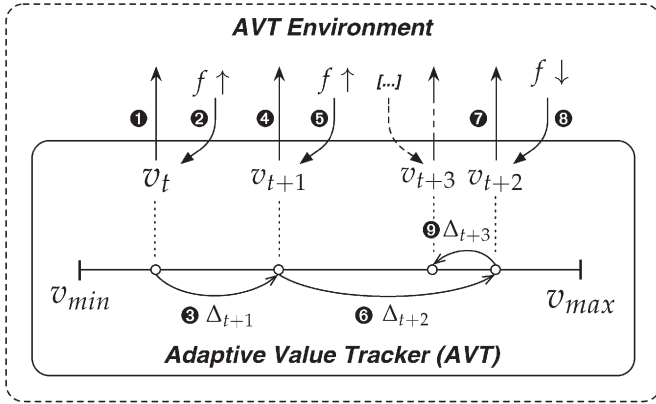 AVT Environment
f ↑ f ↑ [...] f ↓
❶ ❷ ❹ ❺ ❼ ❽
v_t v_{t+1} v_{t+3} v_{t+2}
❾ Δ_{t+3}
v_{min} v_{max}
❸ Δ_{t+1} ❻ Δ_{t+2}
Adaptive Value Tracker (AVT)